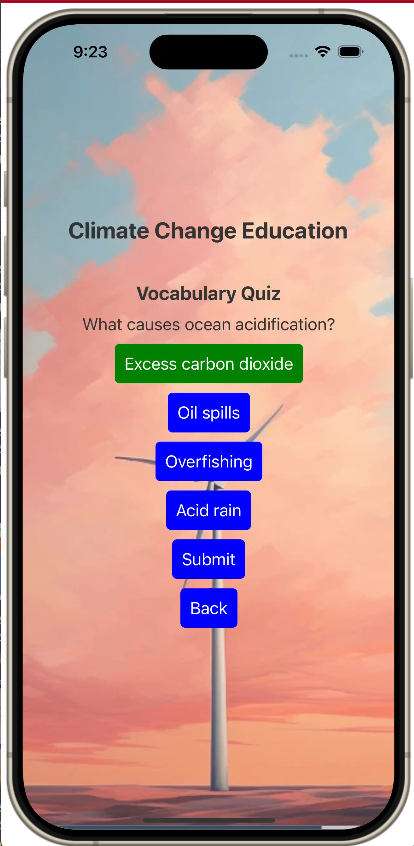 9:23
Climate Change Education
Vocabulary Quiz
What causes ocean acidification?
Excess carbon dioxide
Oil spills
Overfishing
Acid rain
Submit
Back